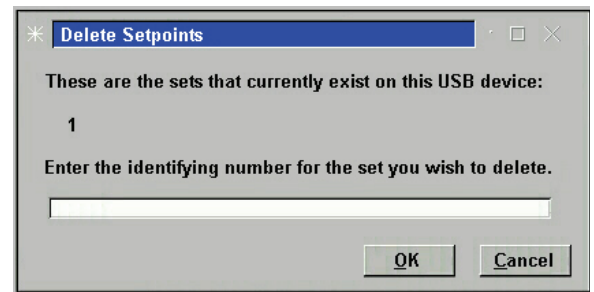 Delete Setpoints
These are the sets that currently exist on this USB device:
1
Enter the identifying number for the set you wish to delete.
OK Cancel